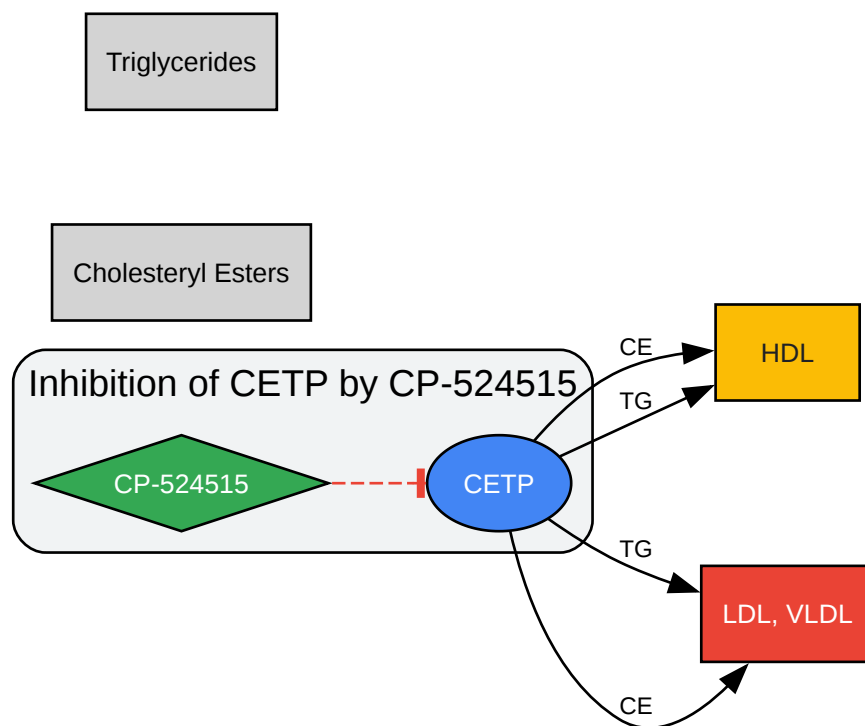 Triglycerides
Cholesteryl Esters
CE
HDL
Inhibition of CETP by CP-524515
TG
CP-524515
CETP
TG
LDL, VLDL
CE